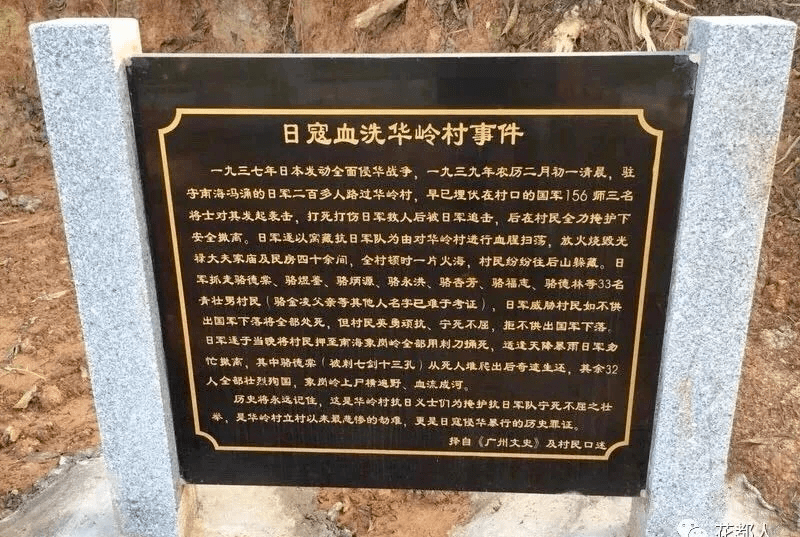 日寇血洗华岭村事件
一九三七年日本发动全面侵华战争，一九三九年农历二月初一清晨，驻
守南海冯涌的日军二百多人路过华岭村，早已埋伏在村口的国军156师三名
将士对其发起袭击，打死打伤日军数人后被日军追击，后在村民全力掩护下
安全撤离。日军遂以窝藏抗日军队为由对华岭村进行血腥扫荡，放火烧毁光
禄大夫家庙及民房四十余间，全村顷时一片火海，村民纷纷往后山躲藏。日
军抓走骆德棠、骆煜鉴、骆炳源、骆永洪、骆杏芳、骆福志、骆德林等33名
青壮男村民（骆金凌父亲等其他人名字已难于考证），日军威胁村民如不供
出国军下落将全部处死，但村民英勇顽抗、宁死不屈，拒不供出国军下落。
日军遂于当晚将村民押至南海象岗岭全部用刺刀捅死，适逢天降暴雨日军匆
忙撤离，其中骆德棠（被刺七剑十三孔）从死人堆爬出后奇迹生还，其余32
人全部壮烈殉国，象岗岭上尸横遍野、血流成河。
历史将永远记住，这是华岭村抗日义士们为掩护抗日军队宁死不屈之壮
举，是华岭村立村以来最悲惨的劫难，更是日寇侵华暴行的历史罪证。
择自《广州文史》及村民口述
花都人